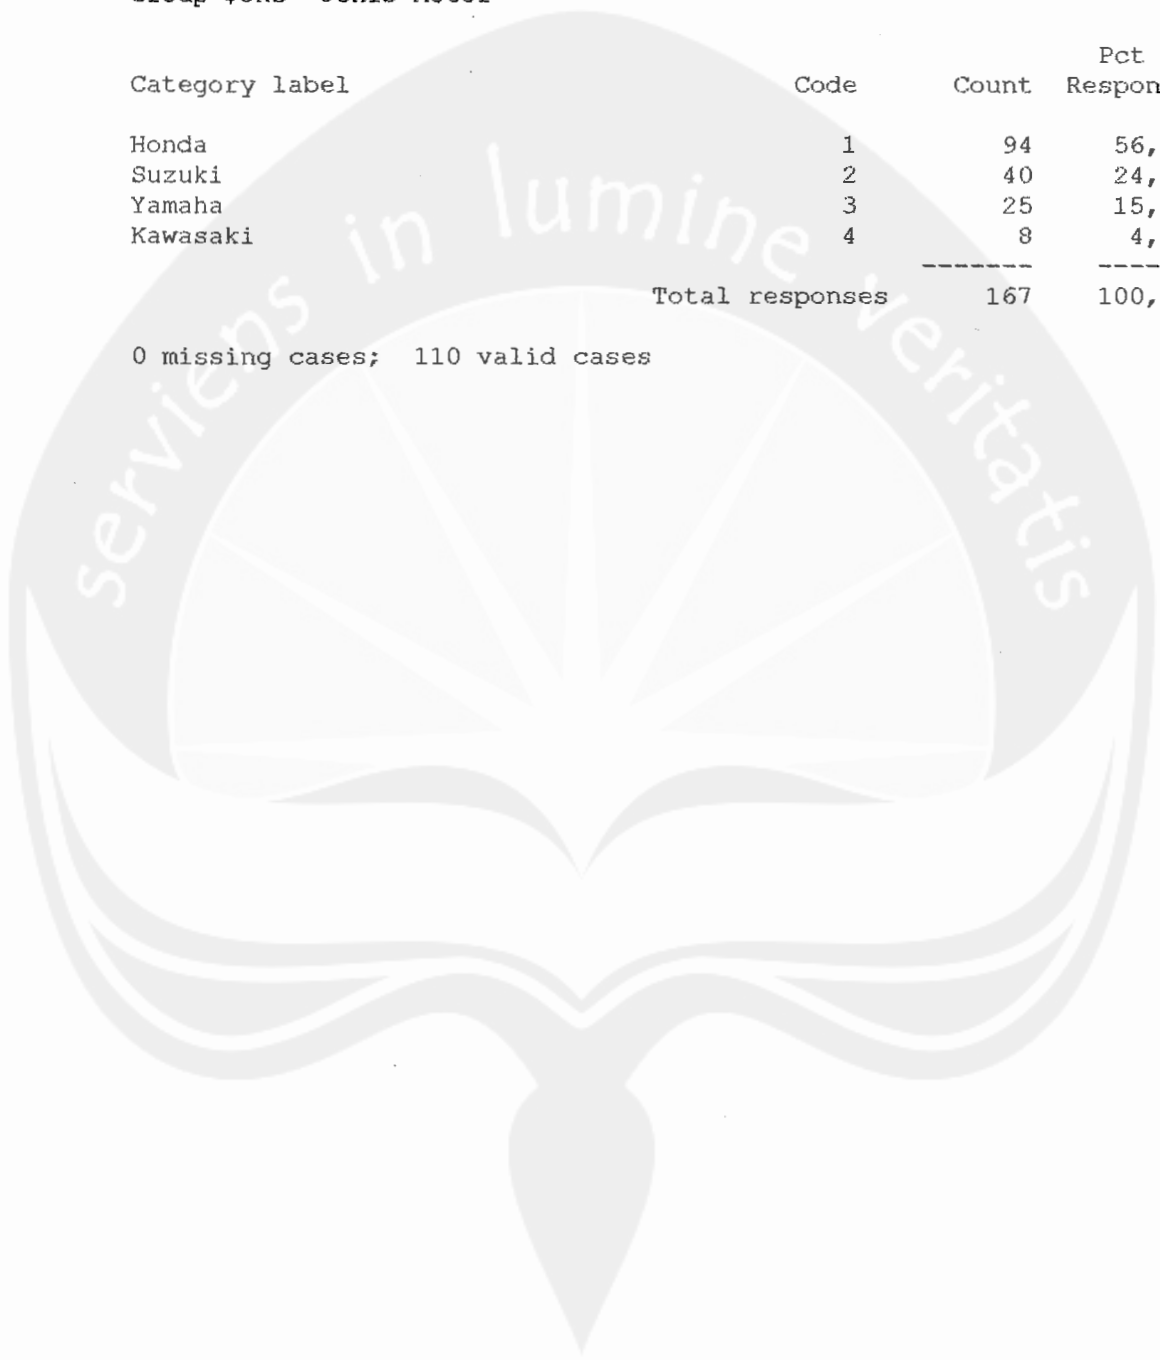 Pct
Category label Code Count Respon
Honda 1 94 56,
Suzuki 2 40 24,
Yamaha 3 25 15,
Kawasaki 4 8 4,
------- ----
Total responses 167 100,
0 missing cases; 110 valid cases
serviens in lumine veritatis